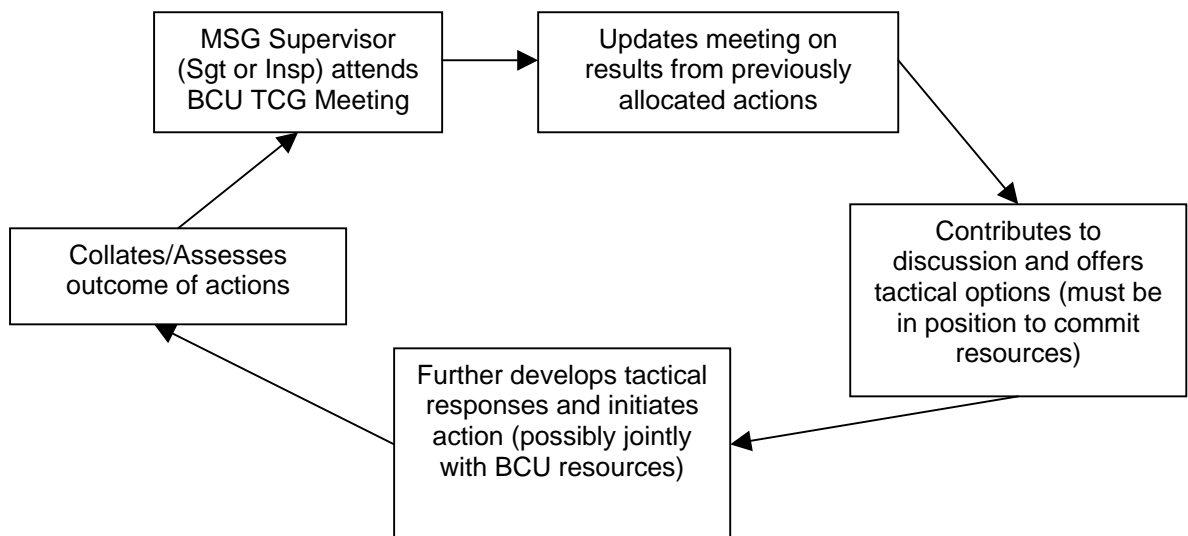 MSG Supervisor
(Sgt or Insp) attends
BCU TCG Meeting
Updates meeting on
results from previously
allocated actions
Contributes to
discussion and offers
tactical options (must be
in position to commit
resources)
Further develops tactical
responses and initiates
action (possibly jointly
with BCU resources)
Collates/Assesses
outcome of actions